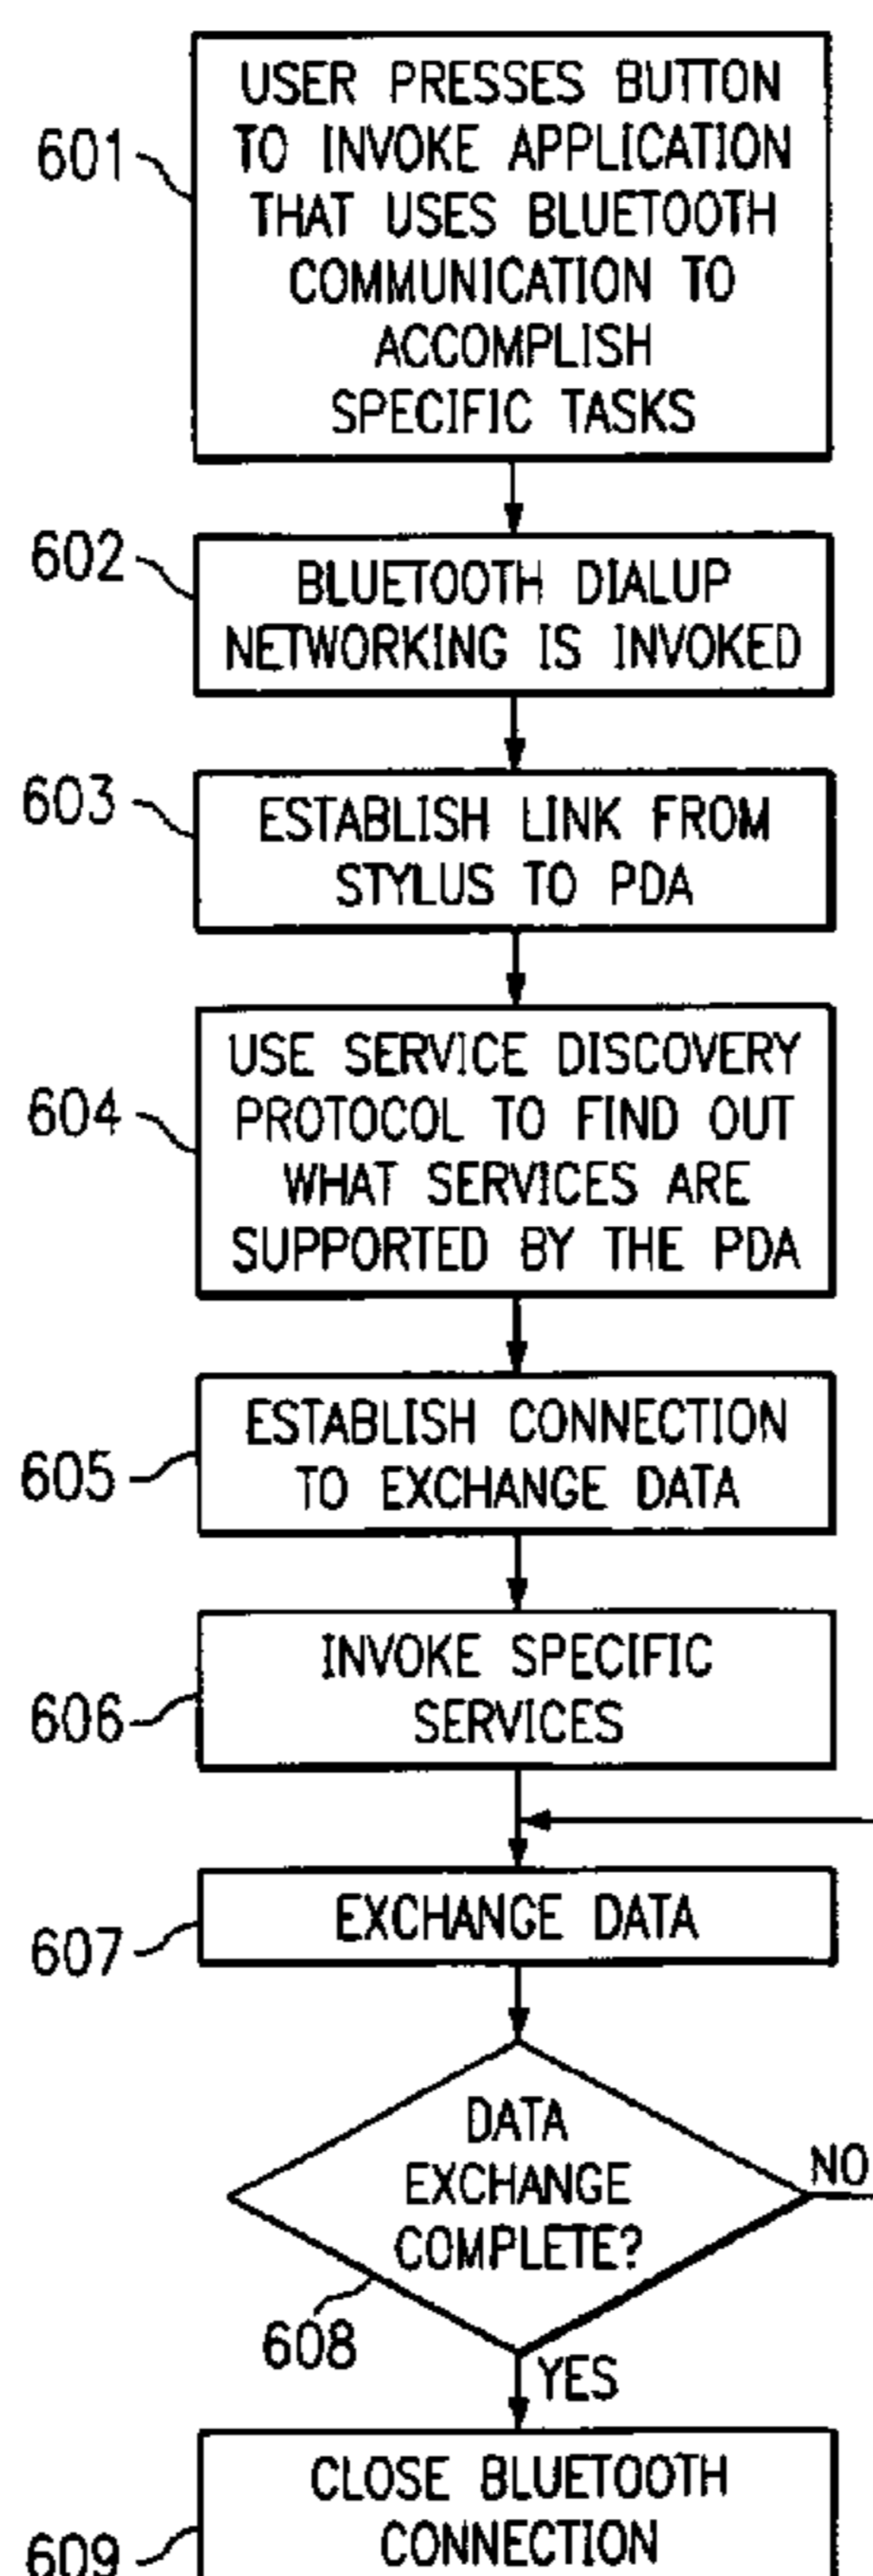 601
USER PRESSES BUTTON
TO INVOKE APPLICATION
THAT USES BLUETOOTH
COMMUNICATION TO
ACCOMPLISH
SPECIFIC TASKS
602
BLUETOOTH DIALUP
NETWORKING IS INVOKED
603
ESTABLISH LINK FROM
STYLUS TO PDA
604
USE SERVICE DISCOVERY
PROTOCOL TO FIND OUT
WHAT SERVICES ARE
SUPPORTED BY THE PDA
605
ESTABLISH CONNECTION
TO EXCHANGE DATA
606
INVOKE SPECIFIC
SERVICES
607
EXCHANGE DATA
DATA
EXCHANGE
COMPLETE?
NO
608
YES
CLOSE BLUETOOTH
CONNECTION
609